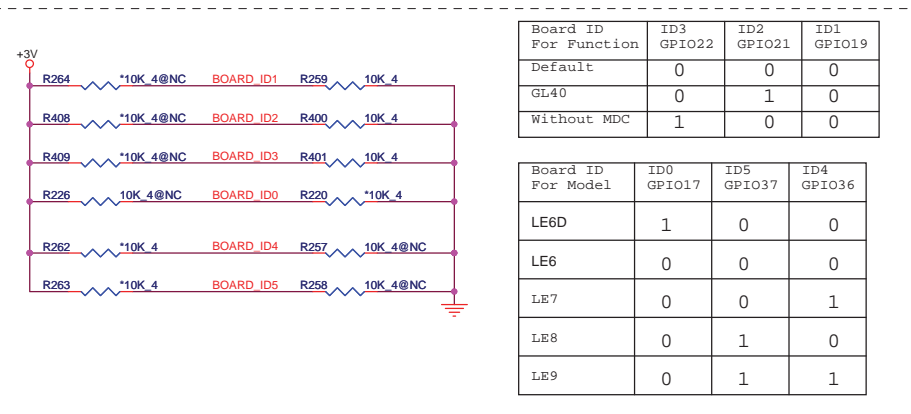 +3V
R264 *10K_4@NC BOARD_ID1 R259 10K_4
R408 *10K_4@NC BOARD_ID2 R400 10K_4
R409 *10K_4@NC BOARD_ID3 R401 10K_4
R226 10K_4@NC BOARD_ID0 R220 *10K_4
R262 *10K_4 BOARD_ID4 R257 10K_4@NC
R263 *10K_4 BOARD_ID5 R258 10K_4@NC
Board ID ID3 ID2 ID1
For Function GPIO22 GPIO21 GPIO19
Default 0 0 0
GL40 0 1 0
Without MDC 1 0 0
Board ID ID0 ID5 ID4
For Model GPIO17 GPIO37 GPIO36
LE6D 1 0 0
LE6 0 0 0
LE7 0 0 1
LE8 0 1 0
LE9 0 1 1